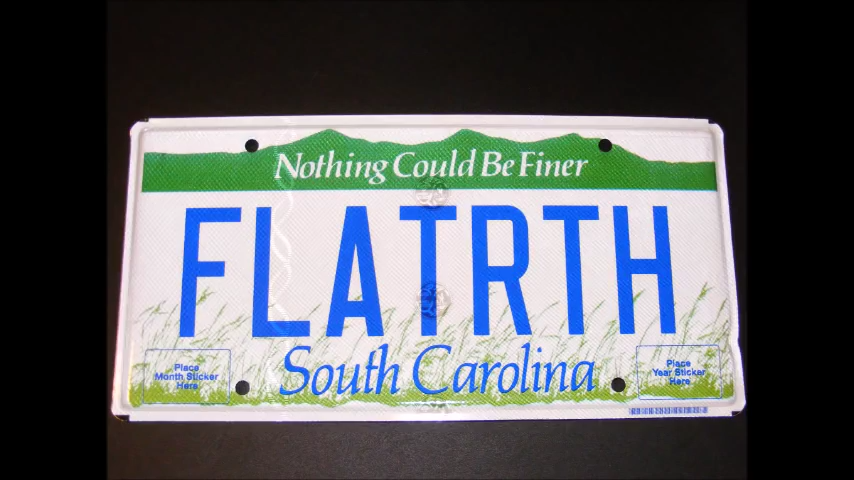 Nothing Could Be Finer
FLATRTH
South Carolina
Place
Month Sticker
Here
Place
Year Sticker
Here